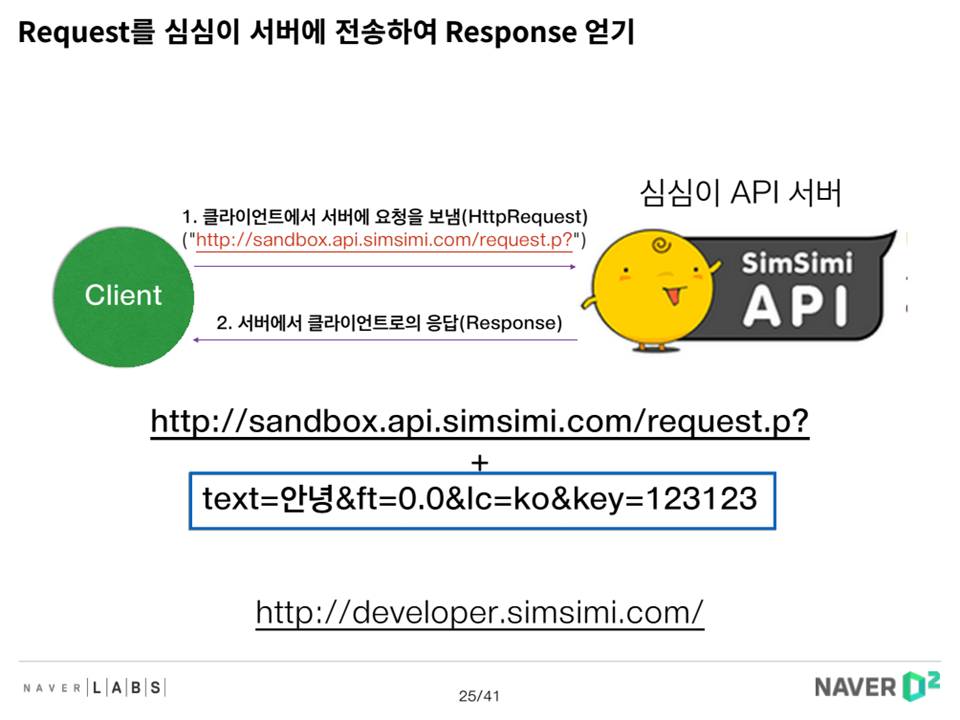 Request를 심심이 서버에 전송하여 Response 얻기
심심이 API 서버
1. 클라이언트에서 서버에 요청을 보냄(HttpRequest)
("http://sandbox.api.simsimi.com/request.p?")
Client
SimSimi
API
2. 서버에서 클라이언트로의 응답(Response)
http://sandbox.api.simsimi.com/request.p?
+
text=안녕&ft=0.0&lc=ko&key=123123
http://developer.simsimi.com/
NAVER|L|A|B|S|
25/41
NAVER D2